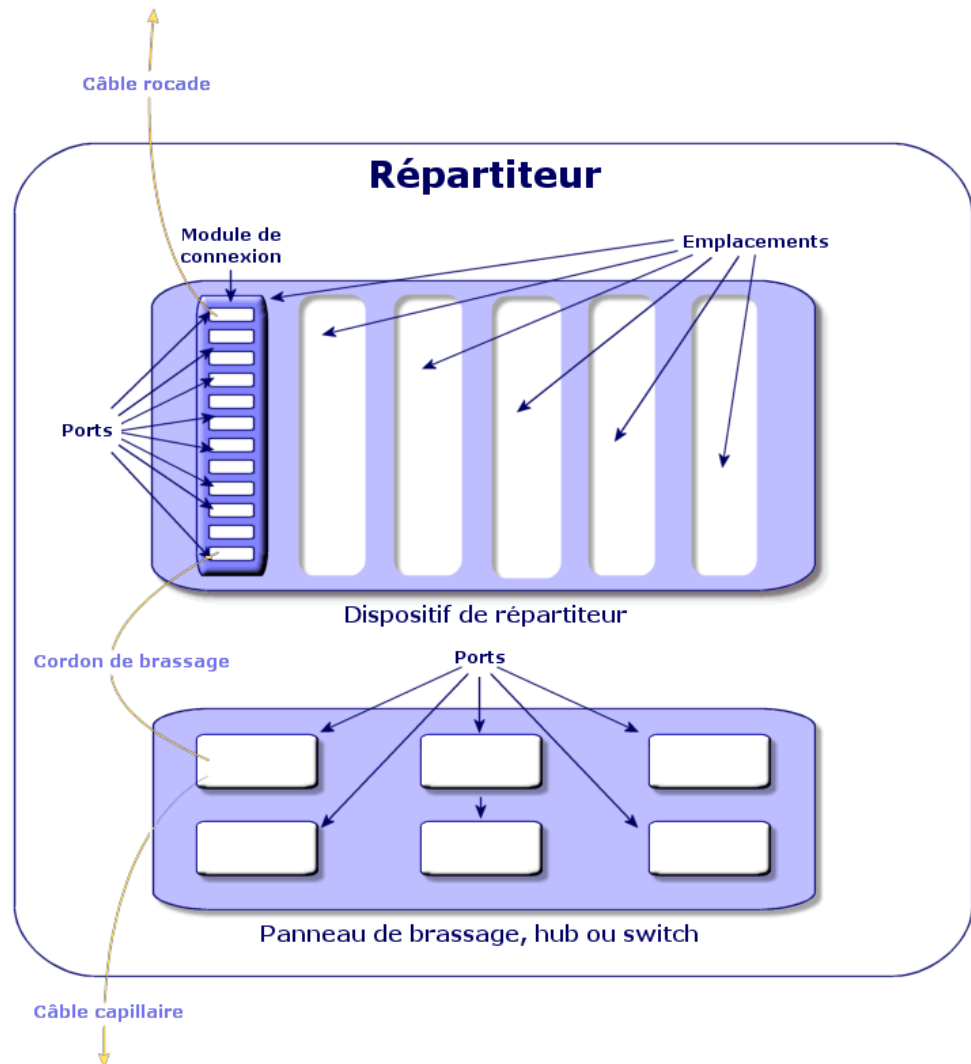 Câble rocade
Répartiteur
Module de
connexion
Emplacements
Ports
Dispositif de répartiteur
Cordon de brassage
Ports
Panneau de brassage, hub ou switch
Câble capillaire